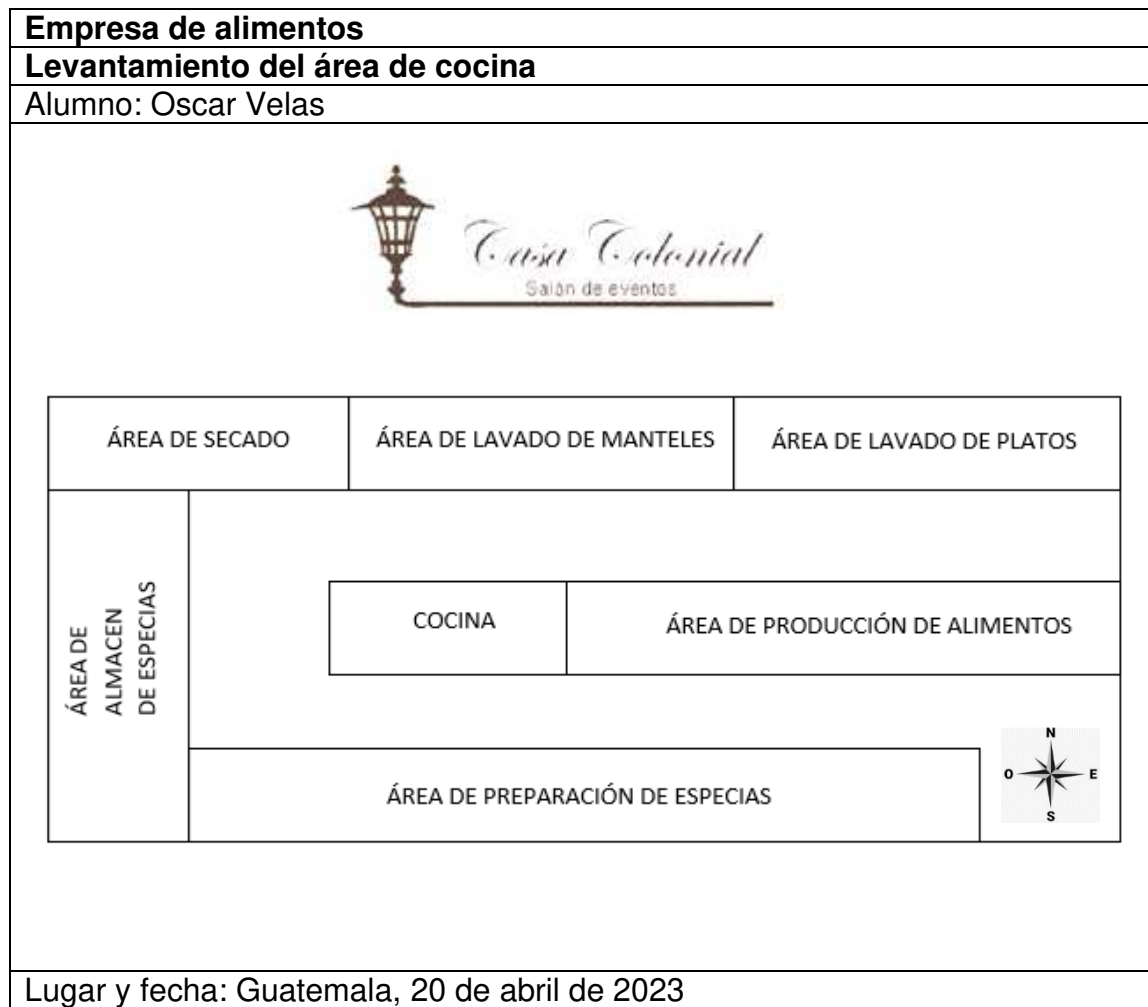 Empresa de alimentos
Levantamiento del área de cocina
Alumno: Oscar Velas
Casa Colonial
Salón de eventos
ÁREA DE SECADO
ÁREA DE LAVADO DE MANTELES
ÁREA DE LAVADO DE PLATOS
ÁREA DE
ALMACEN
DE ESPECIAS
COCINA
ÁREA DE PRODUCCIÓN DE ALIMENTOS
ÁREA DE PREPARACIÓN DE ESPECIAS
N
O
E
S
Lugar y fecha: Guatemala, 20 de abril de 2023